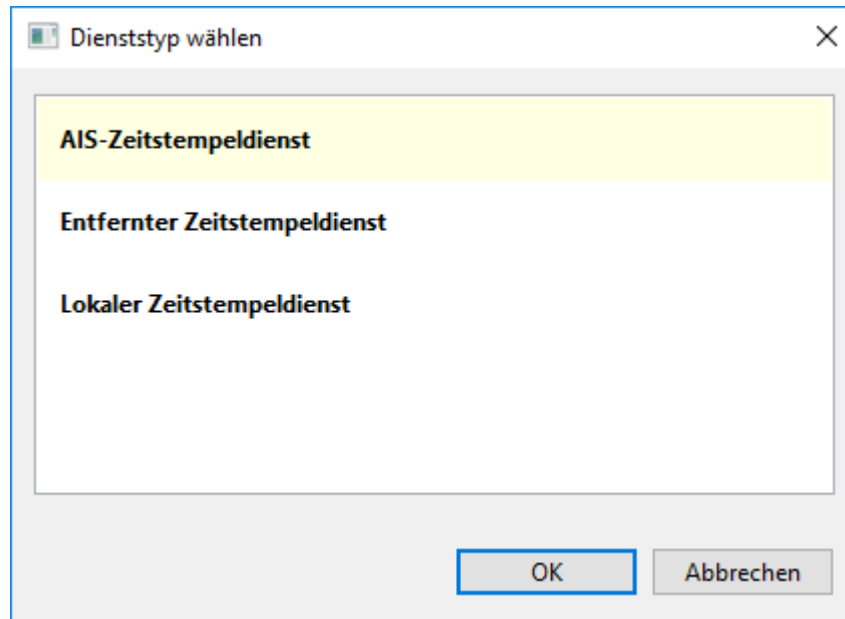 Dienststyp wählen
AIS-Zeitstempeldienst
Entfernter Zeitstempeldienst
Lokaler Zeitstempeldienst
OK
Abbrechen